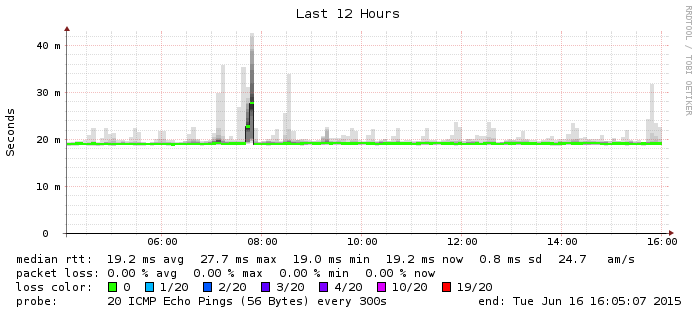 Last 12 Hours
RRDTOOL / TOBI OETIKER
Seconds
40 m
30 m
20 m
10 m
0
06:00 08:00 10:00 12:00 14:00 16:00
median rtt: 19.2 ms avg 27.7 ms max 19.0 ms min 19.2 ms now 0.8 ms sd 24.7 am/s
packet loss: 0.00 % avg 0.00 % max 0.00 % min 0.00 % now
loss color: 0 1/20 2/20 3/20 4/20 10/20 19/20
probe: 20 ICMP Echo Pings (56 Bytes) every 300s end: Tue Jun 16 16:05:07 2015